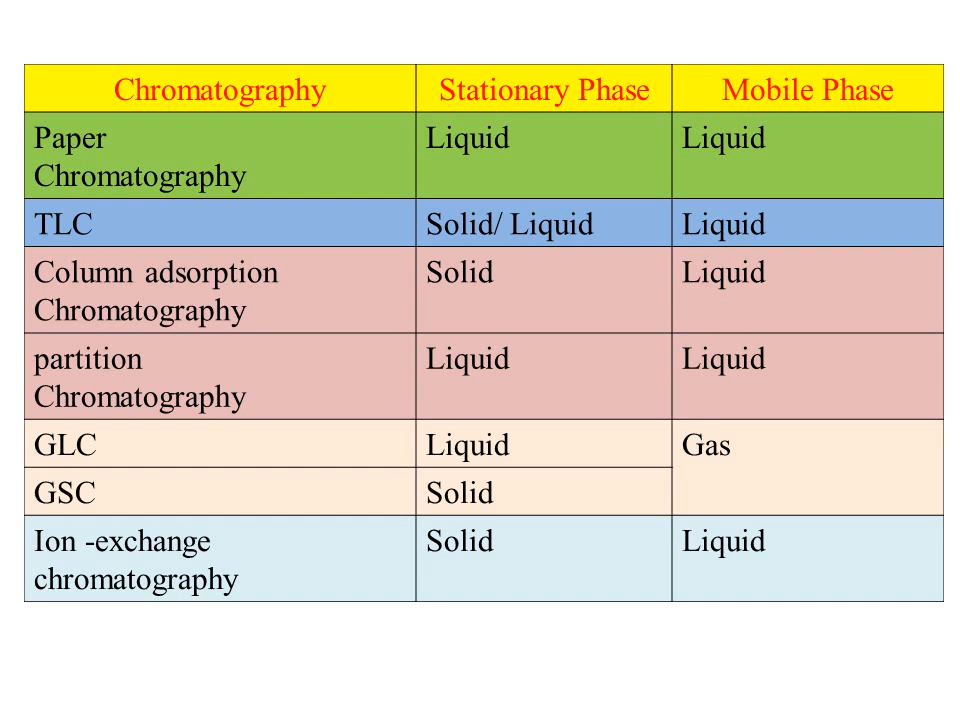 Chromatography Stationary Phase Mobile Phase
Paper Liquid Liquid
Chromatography
TLC Solid/ Liquid Liquid
Column adsorption Solid Liquid
Chromatography
partition Liquid Liquid
Chromatography
GLC Liquid Gas
GSC Solid
Ion -exchange Solid Liquid
chromatography